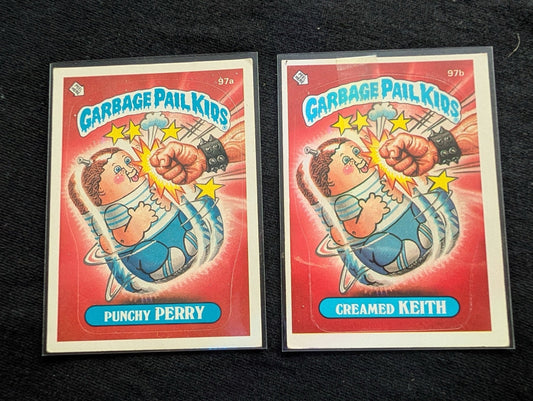 97a
GARBAGE PAIL KIDS
PUNCHY PERRY
97b
GARBAGE PAIL KIDS
CREAMED KEITH